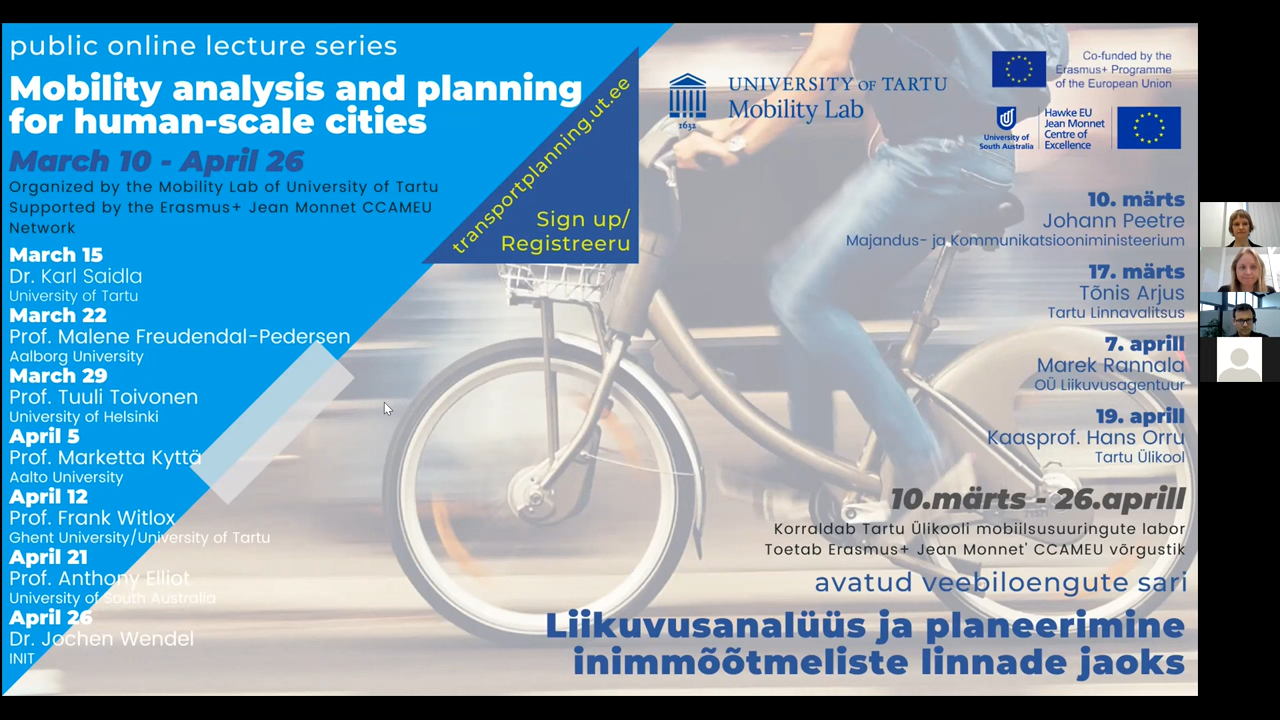 public online lecture series
Mobility analysis and planning
for human-scale cities
March 10 - April 26
Organized by the Mobility Lab of University of Tartu
Supported by the Erasmus+ Jean Monnet CCAMEU
Network
March 15
Dr. Karl Saidla
University of Tartu
March 22
Prof. Malene Freudendal-Pedersen
Aalborg University
March 29
Prof. Tuuli Toivonen
University of Helsinki
April 5
Prof. Marketta Kyttä
Aalto University
April 12
Prof. Frank Witlox
Ghent University/University of Tartu
April 21
Prof. Anthony Elliot
University of South Australia
April 26
Dr. Jochen Wendel
INIT
transportplanning.ut.ee
Sign up/
Registreeru
1632
UNIVERSITY OF TARTU
Mobility Lab
Co-funded by the
Erasmus+ Programme
of the European Union
University of
South Australia
Hawke EU
Jean Monnet
Centre of
Excellence
10. märts
Johann Peetre
Majandus- ja Kommunikatsiooniministeerium
17. märts
Tõnis Arjus
Tartu Linnavalitsus
7. aprill
Marek Rannala
OÜ Liikuvusagentuur
19. aprill
Kaasprof. Hans Orru
Tartu Ülikool
10.märts - 26.aprill
Korraldab Tartu Ülikooli mobiilsusuuringute labor
Toetab Erasmus+ Jean Monnet' CCAMEU võrgustik
avatud veebiloengute sari
Liikuvusanalüüs ja planeerimine
inimmõõtmeliste linnade jaoks